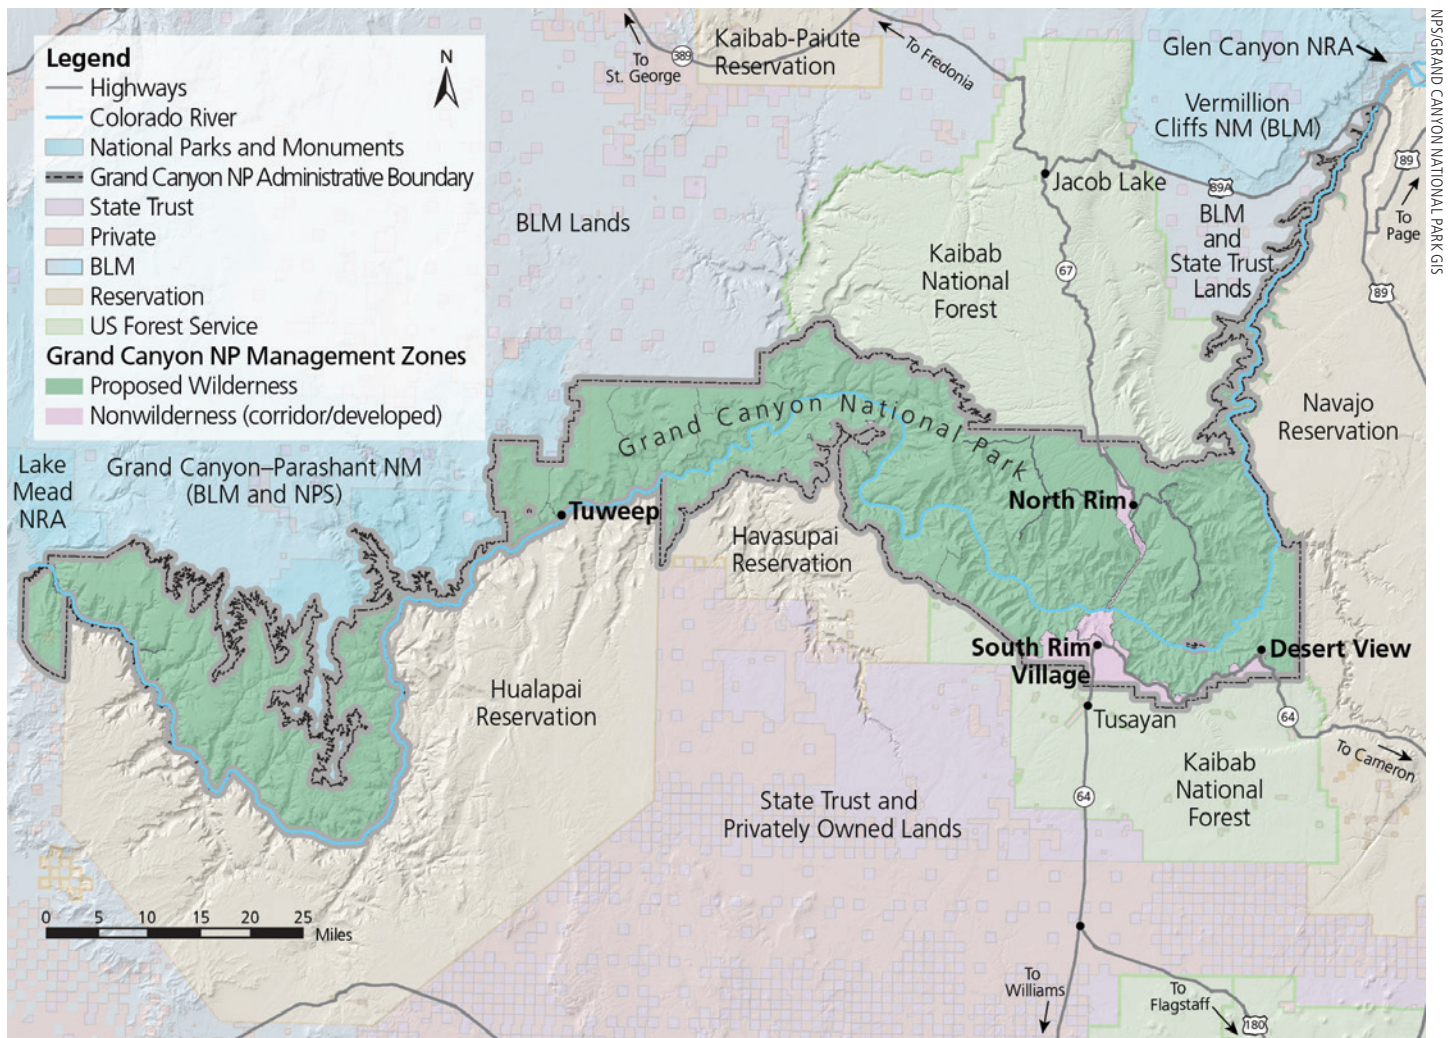 Legend
N
Highways
Colorado River
National Parks and Monuments
Grand Canyon NP Administrative Boundary
State Trust
Private
BLM
Reservation
US Forest Service
Grand Canyon NP Management Zones
Proposed Wilderness
Nonwilderness (corridor/developed)
To
St. George
389
Kaibab-Paiute
Reservation
To Fredonia
Glen Canyon NRA
Vermillion
Cliffs NM (BLM)
NPS/GRAND CANYON NATIONAL PARK GIS
89
To
Page
89
Jacob Lake
89A
BLM
and
State Trust
Lands
BLM Lands
Kaibab
National
Forest
67
Navajo
Reservation
Grand Canyon National Park
Lake
Mead
NRA
Grand Canyon–Parashant NM
(BLM and NPS)
Tuweep
North Rim
Havasupai
Reservation
South Rim
Village
Desert View
Hualapai
Reservation
Tusayan
64
To Cameron
Kaibab
National
Forest
64
State Trust and
Privately Owned Lands
0 5 10 15 20 25
Miles
To
Williams
To
Flagstaff
180